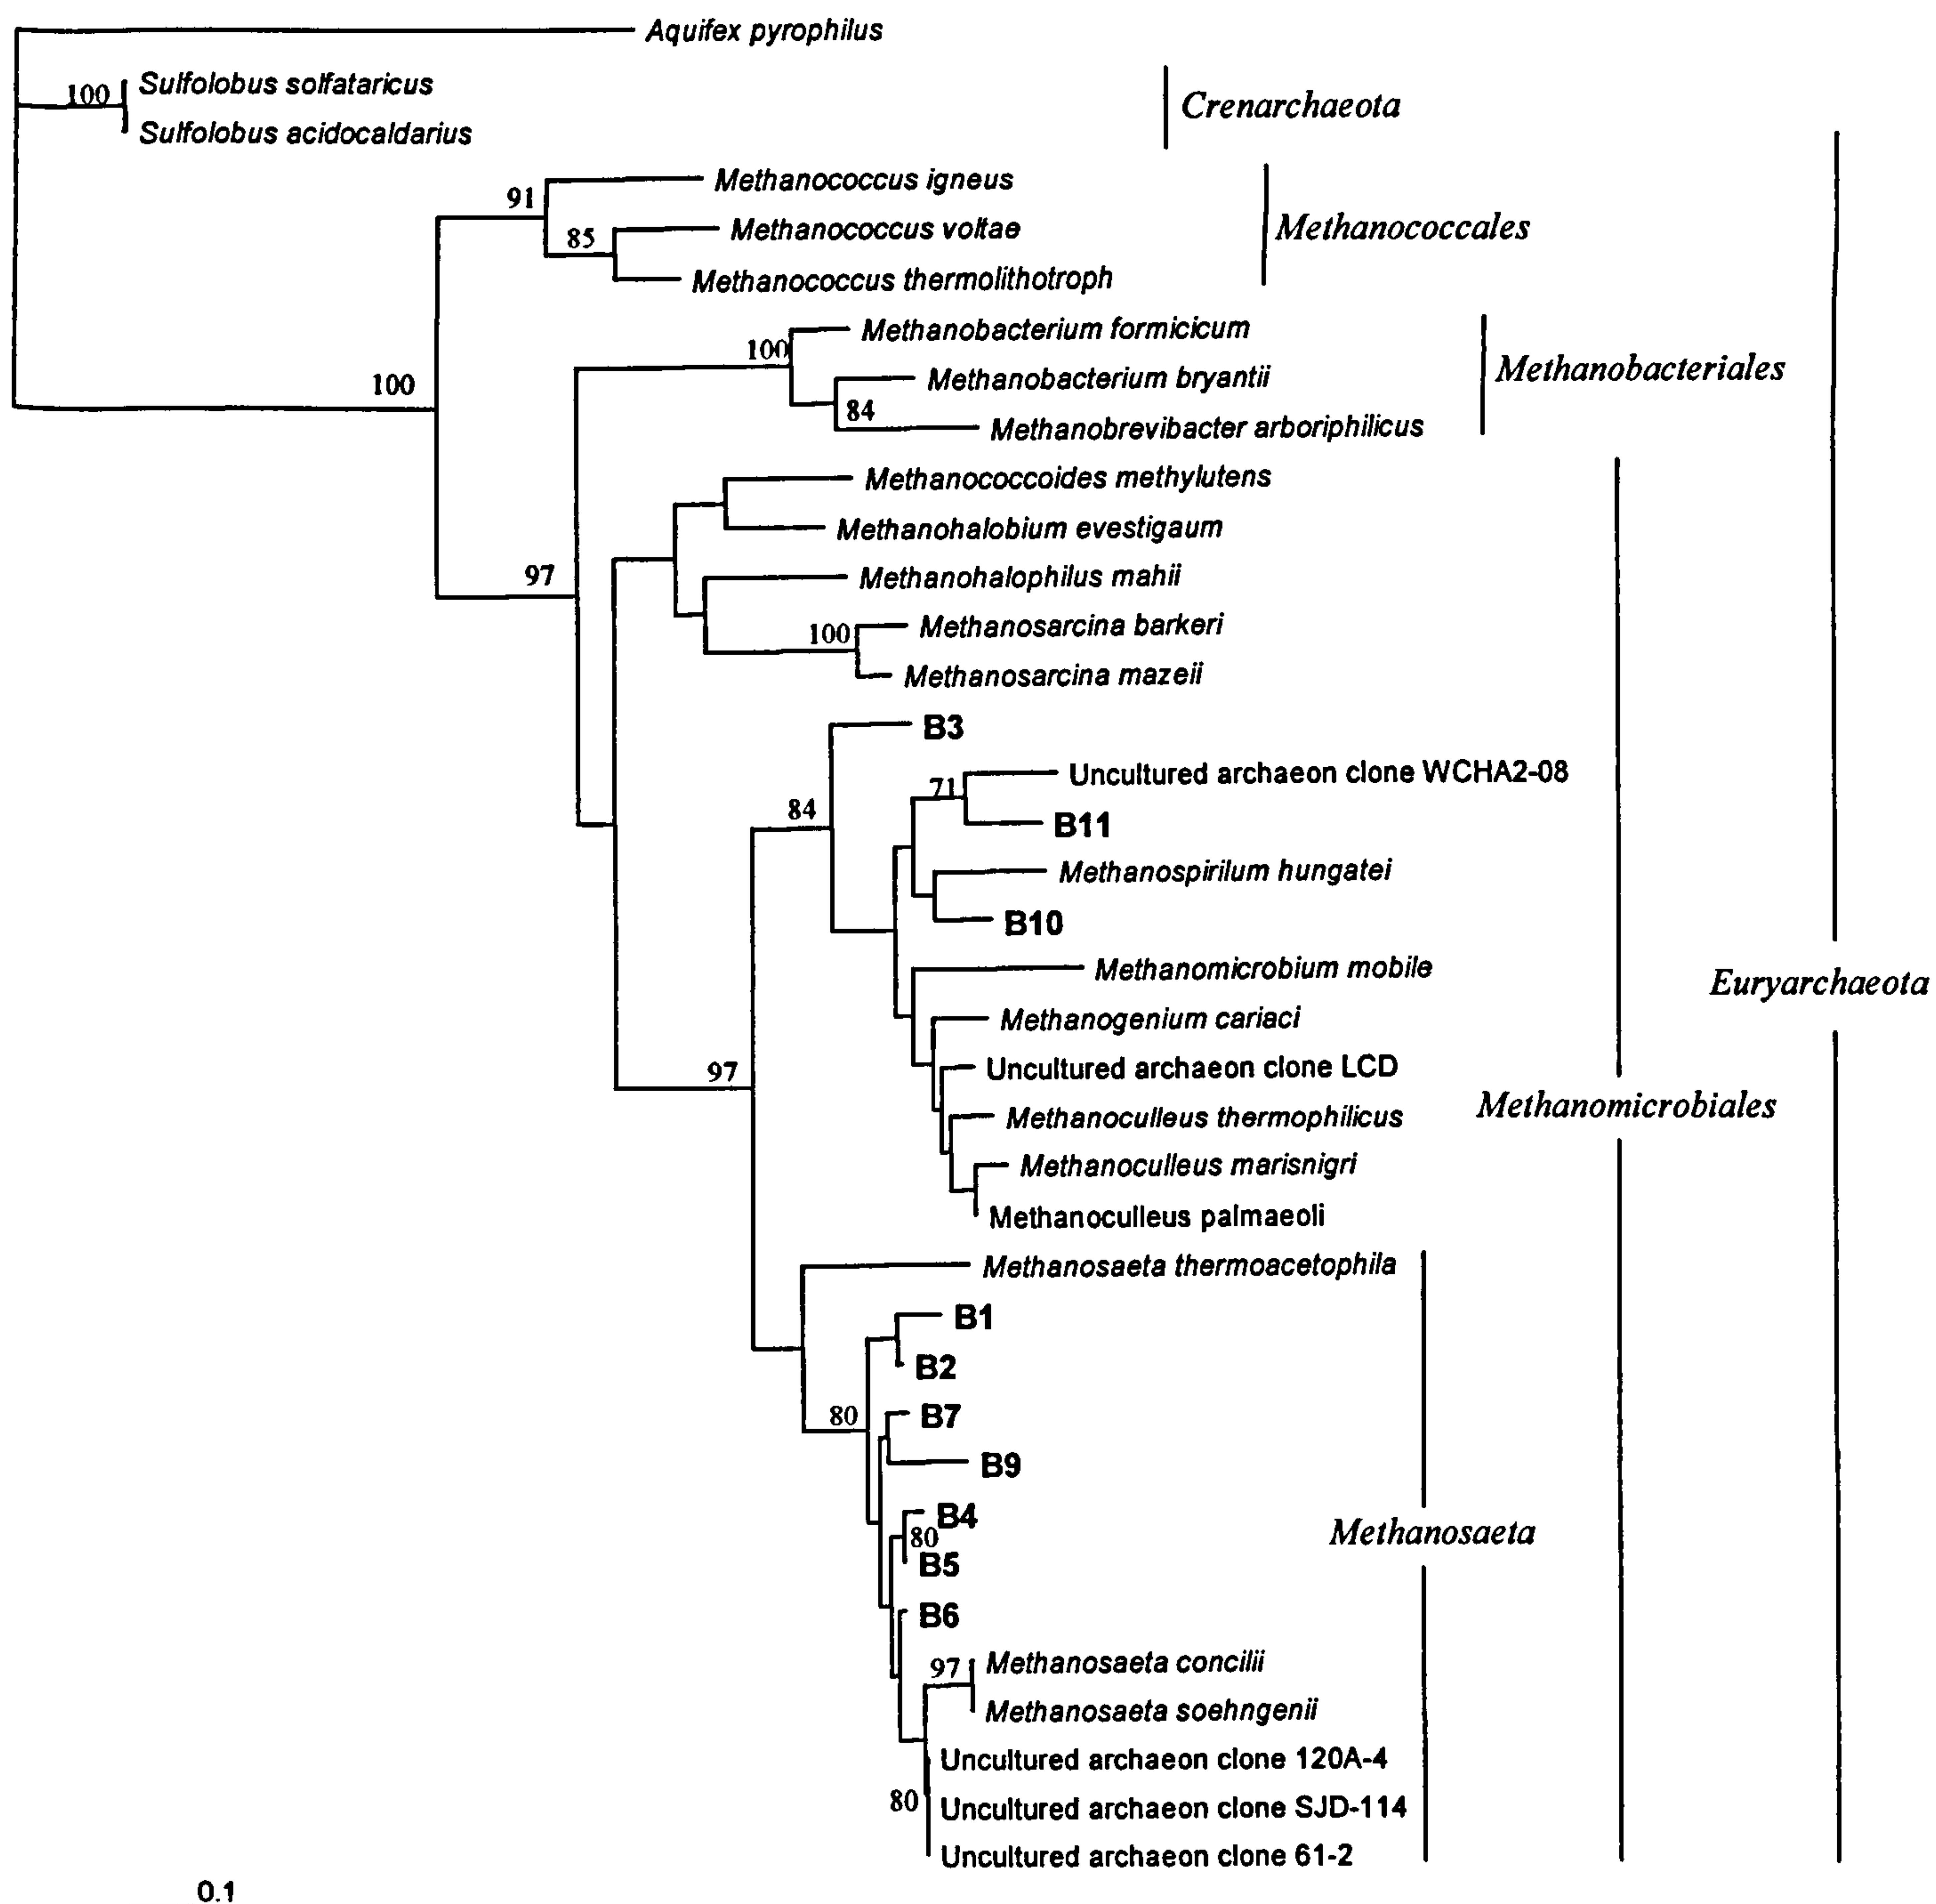 Aquifex pyrophilus
100
Sulfolobus solfataricus
Sulfolobus acidocaldarius
Crenarchaeota
91
Methanococcus igneus
85
Methanococcus voltae
Methanococcus thermolithotroph
Methanococcales
100
100
Methanobacterium formicicum
Methanobacterium bryantii
84
Methanobrevibacter arboriphilicus
Methanobacteriales
97
Methanococcoides methylutens
Methanohalobium evestigaum
Methanohalophilus mahii
100
Methanosarcina barkeri
Methanosarcina mazeii
84
B3
71
Uncultured archaeon clone WCHA2-08
B11
Methanospirilum hungatei
B10
Methanomicrobium mobile
Euryarchaeota
Methanogenium cariaci
97
Uncultured archaeon clone LCD
Methanomicrobiales
Methanoculleus thermophilicus
Methanoculleus marisnigri
Methanoculleus palmaeoli
Methanosaeta thermoacetophila
B1
B2
80
B7
B9
B4
80
Methanosaeta
B5
B6
97
Methanosaeta concilii
Methanosaeta soehngenii
Uncultured archaeon clone 120A-4
80
Uncultured archaeon clone SJD-114
Uncultured archaeon clone 61-2
0.1